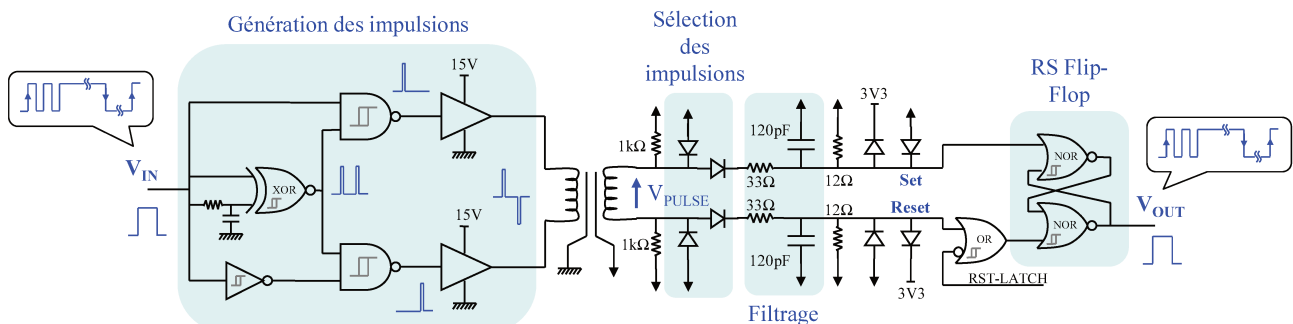 Génération des impulsions
Sélection
des
impulsions
RS Flip-
Flop
15V
3V3
120pF
1kΩ
V_IN
XOR
NOR
33Ω
12Ω
Set
V_PULSE
33Ω
12Ω
Reset
15V
NOR
V_OUT
1kΩ
OR
120pF
RST-LATCH
3V3
Filtrage